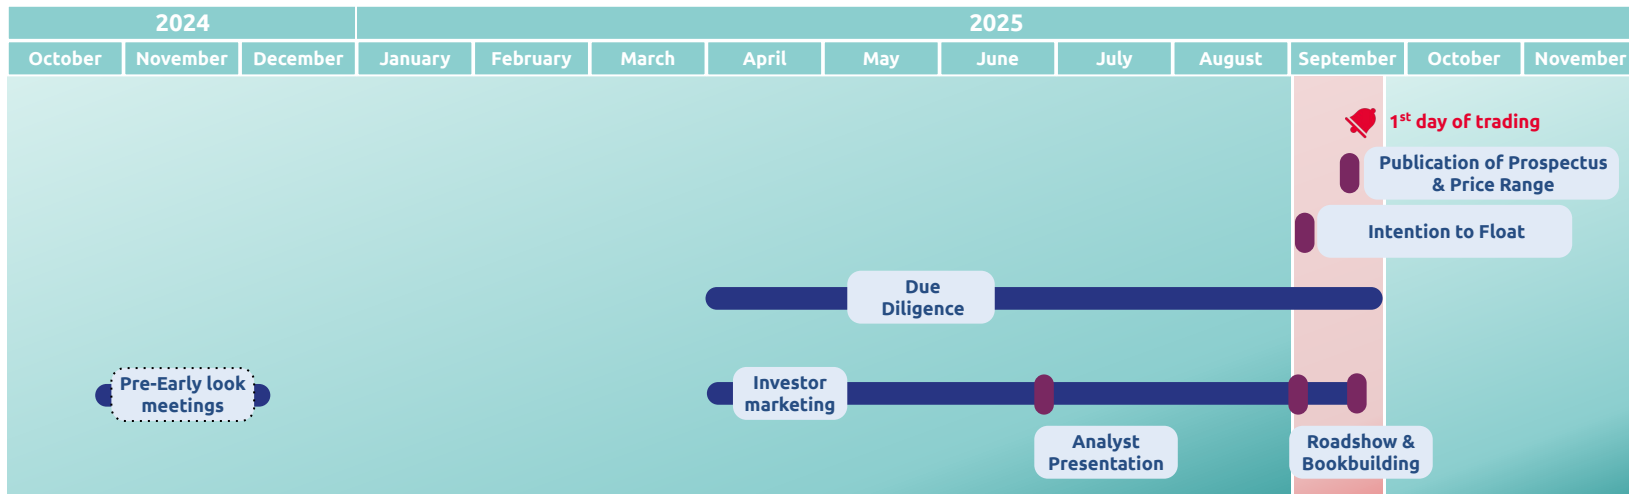 2024
2025
October
November
December
January
February
March
April
May
June
July
August
September
October
November
1st day of trading
Publication of Prospectus
& Price Range
Intention to Float
Due
Diligence
Pre-Early look
meetings
Investor
marketing
Analyst
Presentation
Roadshow &
Bookbuilding